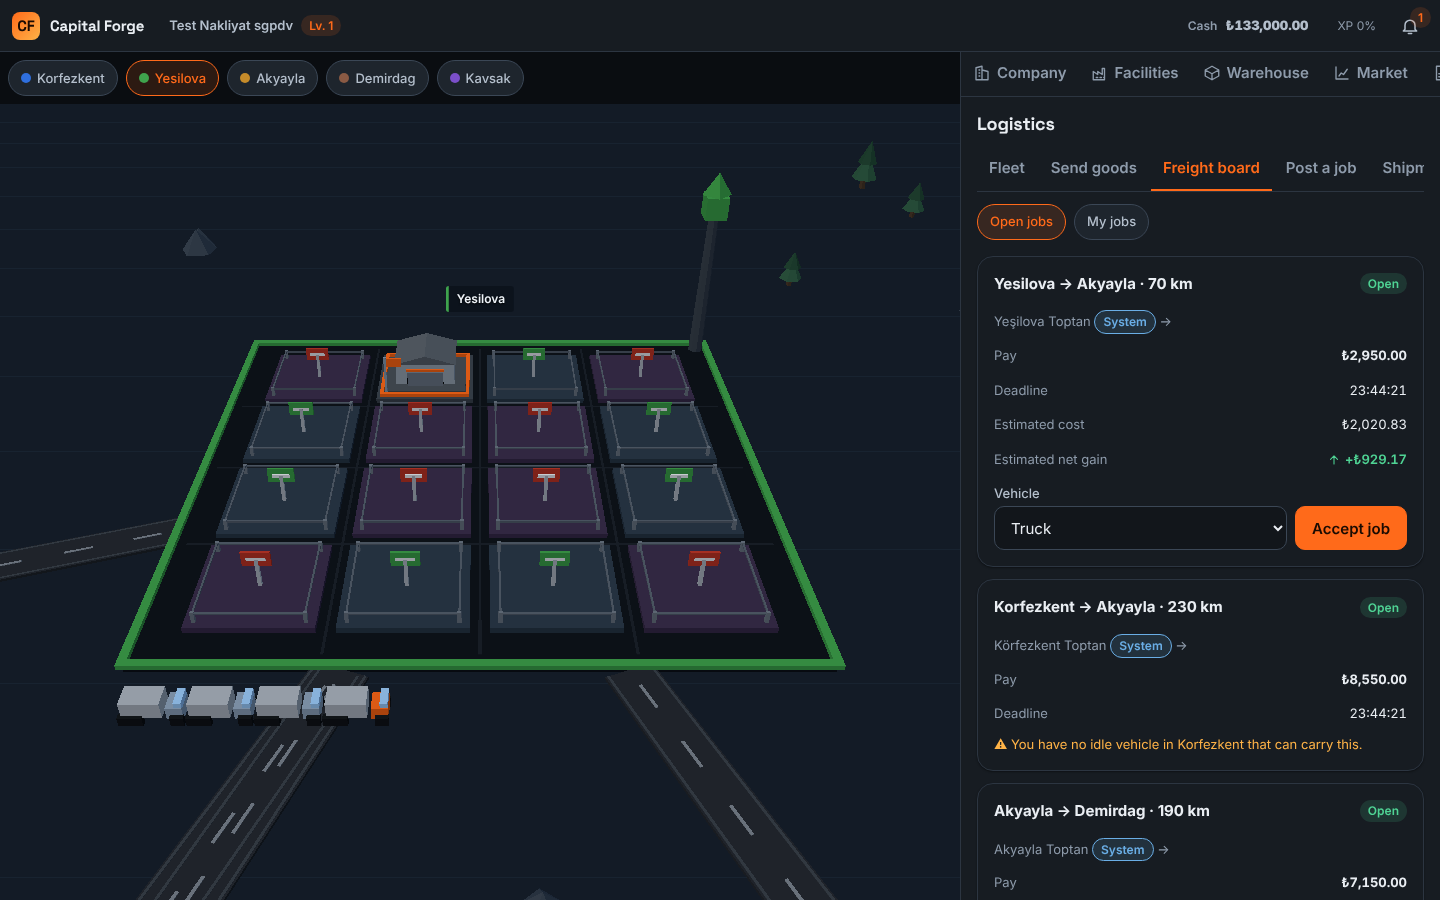 CF Capital Forge Test Nakliyat sgpdv Lv. 1 Cash ₺133,000.00 XP 0% 1
Korfezkent Yesilova Akyayla Demirdag Kavsak
Company Facilities Warehouse Market
Yesilova
Logistics
Fleet Send goods Freight board Post a job Shipm
Open jobs My jobs
Yesilova → Akyayla · 70 km Open
Yeşilova Toptan System →
Pay ₺2,950.00
Deadline 23:44:21
Estimated cost ₺2,020.83
Estimated net gain ↑ +₺929.17
Vehicle
Truck Accept job
Korfezkent → Akyayla · 230 km Open
Körfezkent Toptan System →
Pay ₺8,550.00
Deadline 23:44:21
⚠ You have no idle vehicle in Korfezkent that can carry this.
Akyayla → Demirdag · 190 km Open
Akyayla Toptan System →
Pay ₺7,150.00